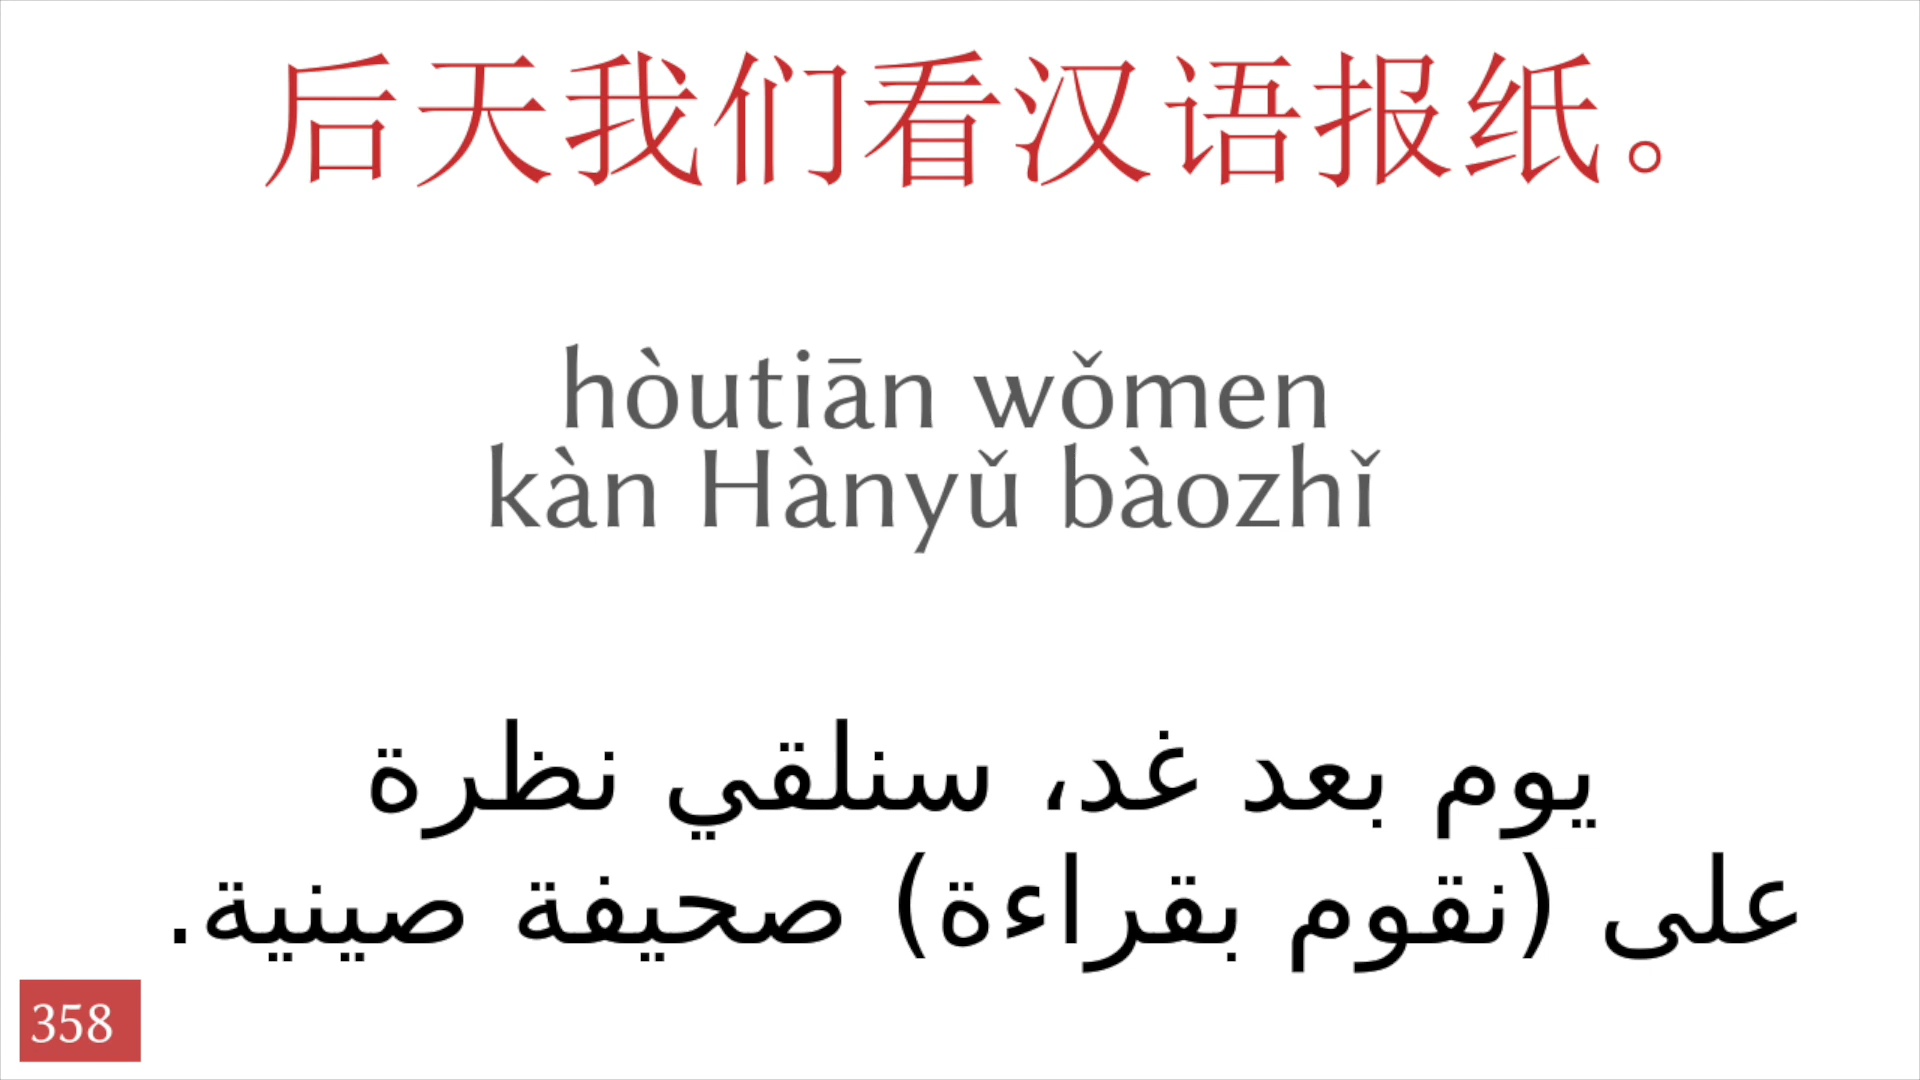 后天我们看汉语报纸。
hòutiān wǒmen
kàn Hànyǔ bàozhǐ
يوم بعد غد، سنلقي نظرة
على (نقوم بقراءة) صحيفة صينية.
358